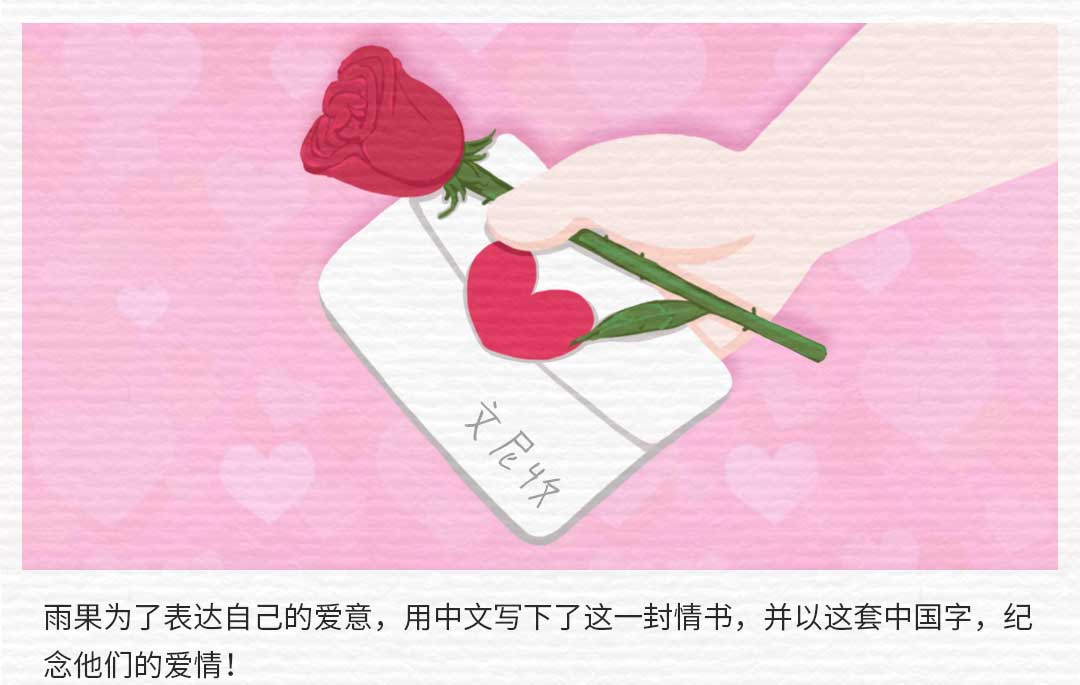 文尼
雨果为了表达自己的爱意，用中文写下了这一封情书，并以这套中国字，纪
念他们的爱情！